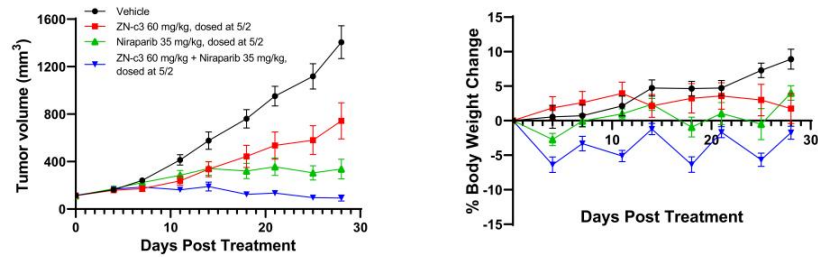 Vehicle
ZN-c3 60 mg/kg, dosed at 5/2
Niraparib 35 mg/kg, dosed at 5/2
ZN-c3 60 mg/kg + Niraparib 35 mg/kg,
dosed at 5/2
Tumor volume (mm³)
1600
1200
800
400
0
0 10 20 30
Days Post Treatment
% Body Weight Change
15
10
5
0
-5
-10
-15
10 20 30
Days Post Treatment